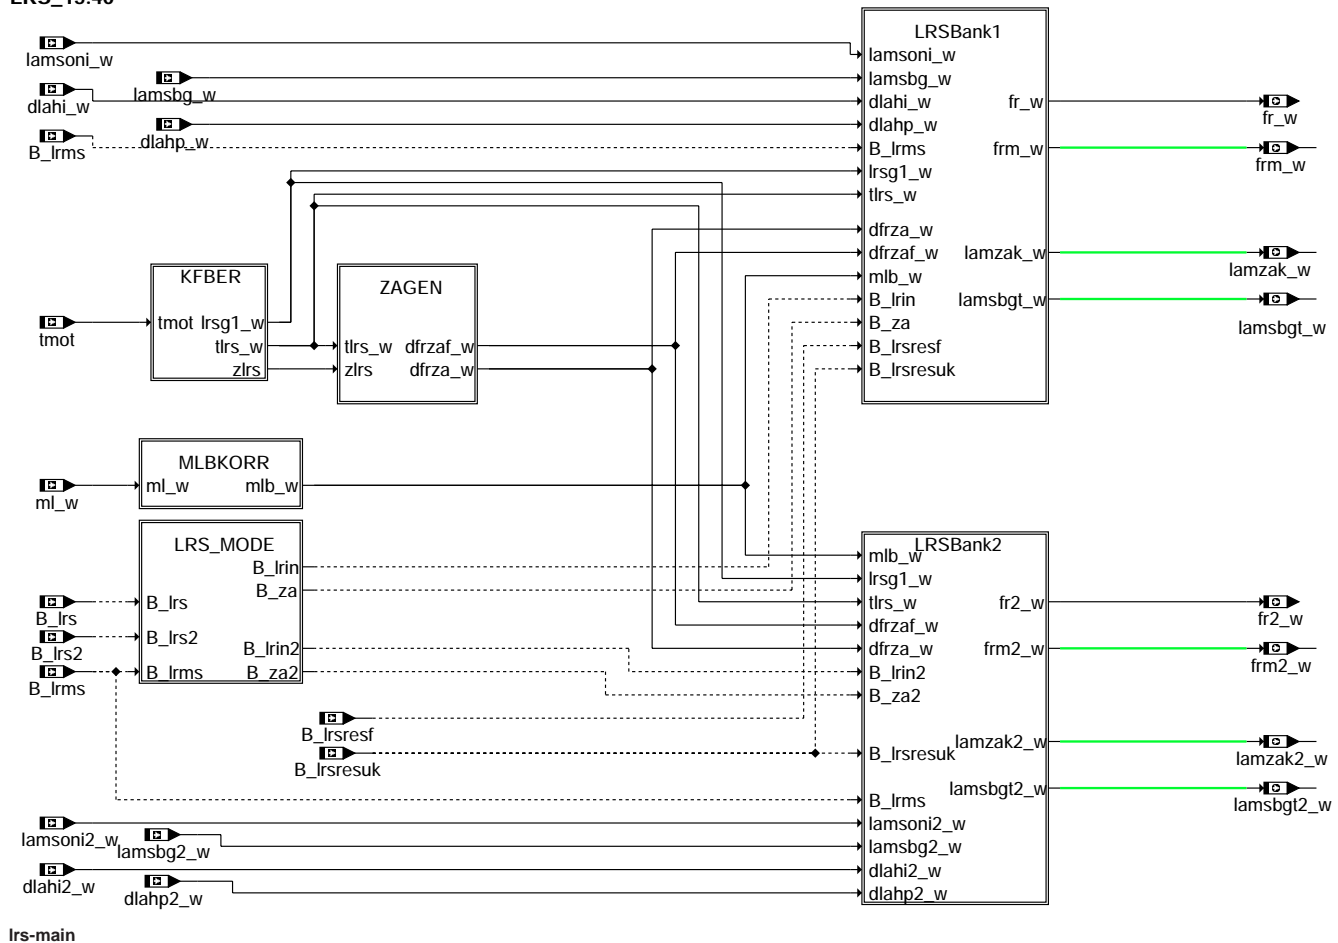 LRS_15.40
LRSBank1
lamsoni_w
lamsoni_w
lamsbg_w
lamsbg_w
dlahi_w
dlahi_w
fr_w
fr_w
dlahp_w
dlahp_w
B_lrms
B_lrms
frm_w
frm_w
lrsg1_w
tlrs_w
dfrza_w
dfrzaf_w
lamzak_w
lamzak_w
mlb_w
B_lrin
lamsbgt_w
lamsbgt_w
B_za
B_lrsresf
B_lrsresuk
KFBER
tmot
tmot lrsg1_w
tlrs_w
zlrs
ZAGEN
tlrs_w dfrzaf_w
zlrs dfrza_w
MLBKORR
ml_w
ml_w mlb_w
LRS_MODE
B_lrin
B_za
B_lrs
B_lrs
B_lrs2
B_lrs2
B_lrin2
B_lrms
B_lrms B_za2
B_lrsresf
B_lrsresuk
LRSBank2
mlb_w
lrsg1_w
tlrs_w
fr2_w
fr2_w
dfrzaf_w
dfrza_w
frm2_w
frm2_w
B_lrin2
B_za2
lamzak2_w
lamzak2_w
B_lrsresuk
lamsbgt2_w
lamsbgt2_w
B_lrms
lamsoni2_w
lamsoni2_w
lamsbg2_w
lamsbg2_w
dlahi2_w
dlahi2_w
dlahp2_w
dlahp2_w
lrs-main